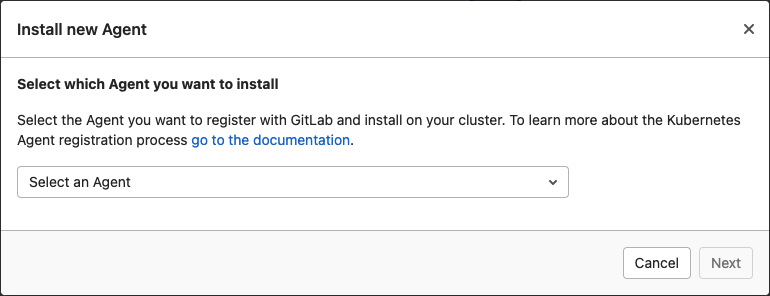 Install new Agent
Select which Agent you want to install
Select the Agent you want to register with GitLab and install on your cluster. To learn more about the Kubernetes
Agent registration process go to the documentation.
Select an Agent
Cancel
Next